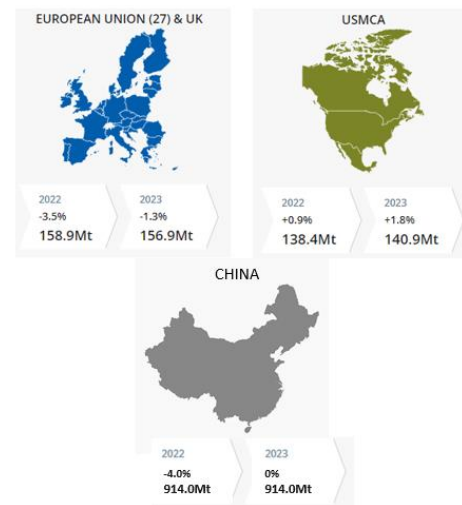 EUROPEAN UNION (27) & UK
2022
-3.5%
158.9Mt
2023
-1.3%
156.9Mt
USMCA
2022
+0.9%
138.4Mt
2023
+1.8%
140.9Mt
CHINA
2022
-4.0%
914.0Mt
2023
0%
914.0Mt